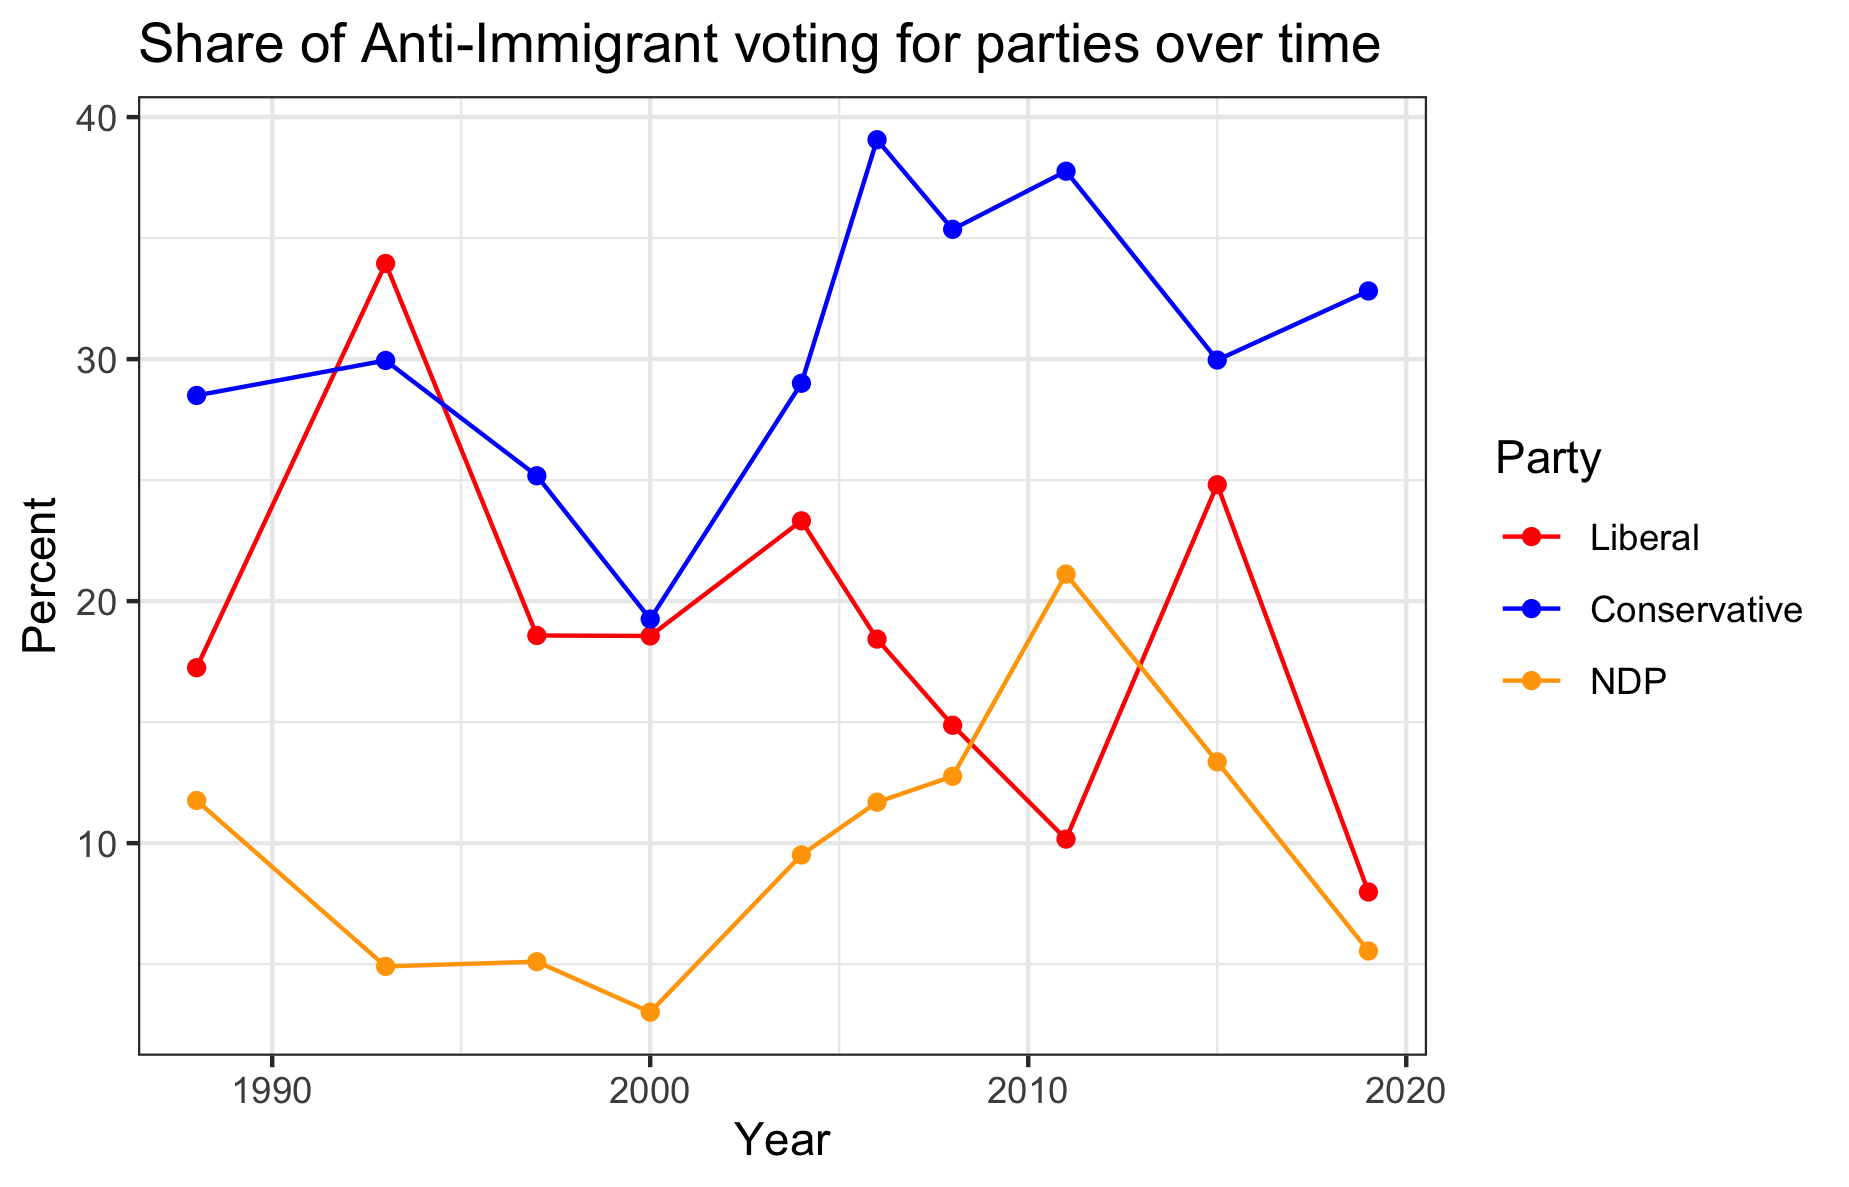 Share of Anti-Immigrant voting for parties over time
40
30
20
10
Percent
1990 2000 2010 2020
Year
Party
Liberal
Conservative
NDP